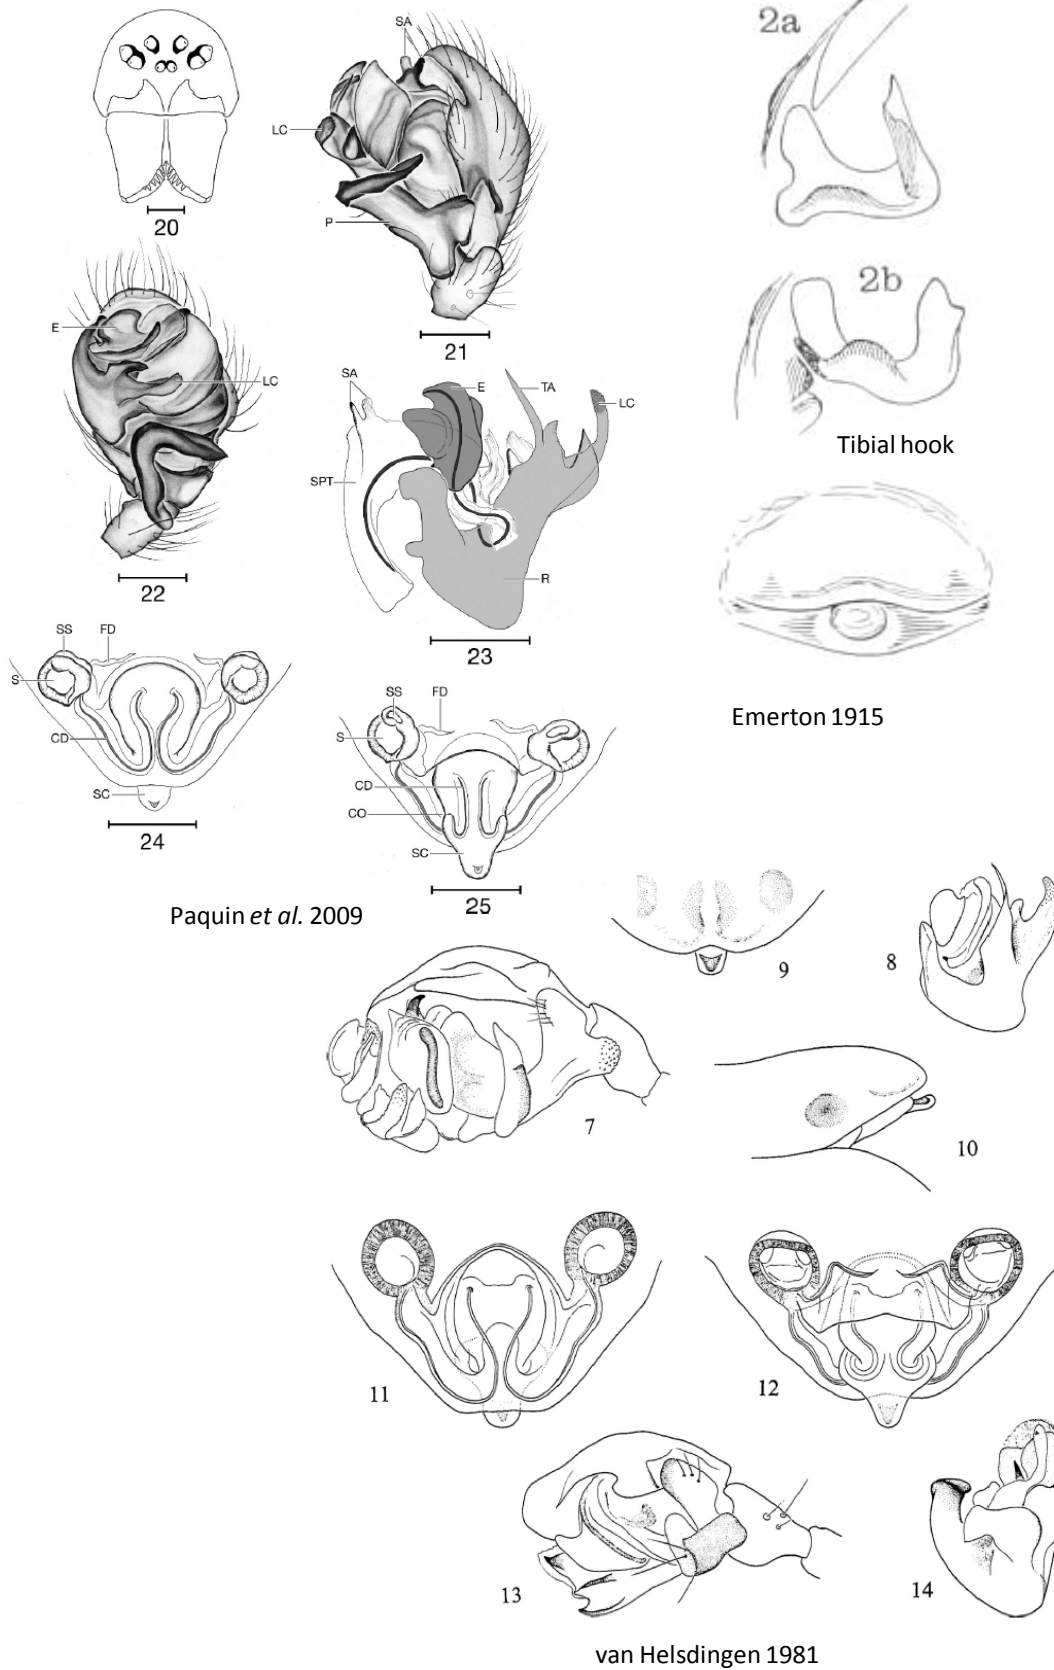 20
SA
LC
P
21
2a
2b
Tibial hook
E
LC
22
SA
E
TA
LC
SPT
R
23
Emerton 1915
SS
FD
S
CD
SC
24
SS
FD
S
CD
CO
SC
25
Paquin et al. 2009
9
8
7
10
11
12
13
14
van Helsdingen 1981